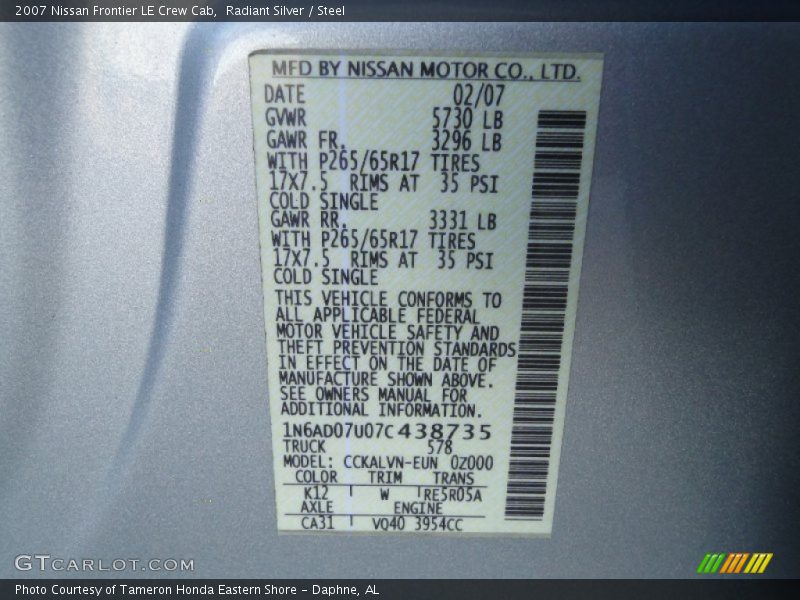 2007 Nissan Frontier LE Crew Cab, Radiant Silver / Steel
MFD BY NISSAN MOTOR CO., LTD.
DATE 02/07
GVWR 5730 LB
GAWR FR. 3296 LB
WITH P265/65R17 TIRES
17X7.5 RIMS AT 35 PSI
COLD SINGLE
GAWR RR. 3331 LB
WITH P265/65R17 TIRES
17X7.5 RIMS AT 35 PSI
COLD SINGLE
THIS VEHICLE CONFORMS TO
ALL APPLICABLE FEDERAL
MOTOR VEHICLE SAFETY AND
THEFT PREVENTION STANDARDS
IN EFFECT ON THE DATE OF
MANUFACTURE SHOWN ABOVE.
SEE OWNERS MANUAL FOR
ADDITIONAL INFORMATION.
1N6AD07U07C438735
TRUCK 578
MODEL: CCKALVN-EUN 0Z000
COLOR TRIM TRANS
K12 W RE5R05A
AXLE ENGINE
CA31 VQ40 3954CC
GTCARLOT.COM
Photo Courtesy of Tameron Honda Eastern Shore - Daphne, AL